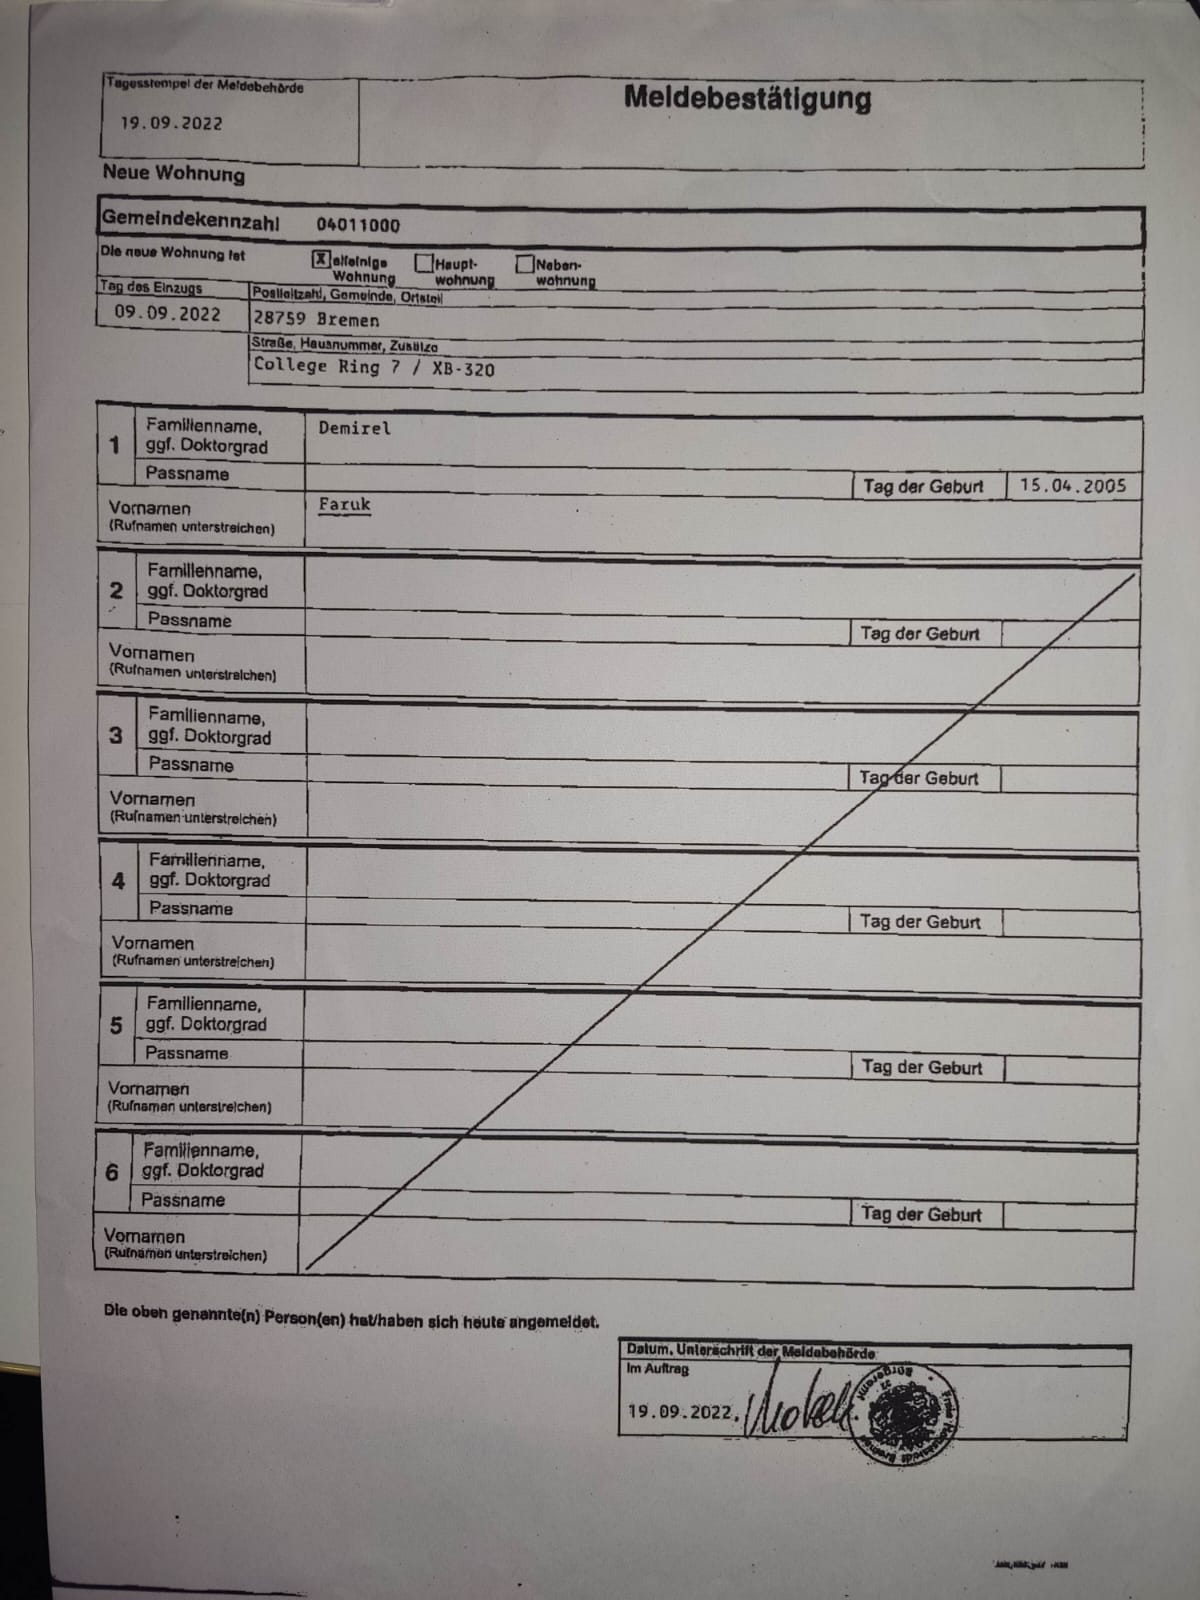 Tagesstempel der Meldebehörde
Meldebestätigung
19.09.2022
Neue Wohnung
Gemeindekennzahl 04011000
Die neue Wohnung ist
X alleinige Wohnung
Haupt-
wohnung
Neben-
wohnung
Tag des Einzugs
Postleitzahl, Gemeinde, Ortsteil
09.09.2022
28759 Bremen
Straße, Hausnummer, Zusätze
College Ring 7 / XB-320
1
Familienname,
ggf. Doktorgrad
Demirel
Passname
Tag der Geburt 15.04.2005
Vornamen
(Rufnamen unterstreichen)
Faruk
2
Familienname,
ggf. Doktorgrad
Passname
Tag der Geburt
Vornamen
(Rufnamen unterstreichen)
3
Familienname,
ggf. Doktorgrad
Passname
Tag der Geburt
Vornamen
(Rufnamen unterstreichen)
4
Familienname,
ggf. Doktorgrad
Passname
Tag der Geburt
Vornamen
(Rufnamen unterstreichen)
5
Familienname,
ggf. Doktorgrad
Passname
Tag der Geburt
Vornamen
(Rufnamen unterstreichen)
6
Familienname,
ggf. Doktorgrad
Passname
Tag der Geburt
Vornamen
(Rufnamen unterstreichen)
Die oben genannte(n) Person(en) hat/haben sich heute angemeldet.
Datum, Unterschrift der Meldebehörde
Im Auftrag
19.09.2022,
Freie Hansestadt Bremen
Bürgeramt